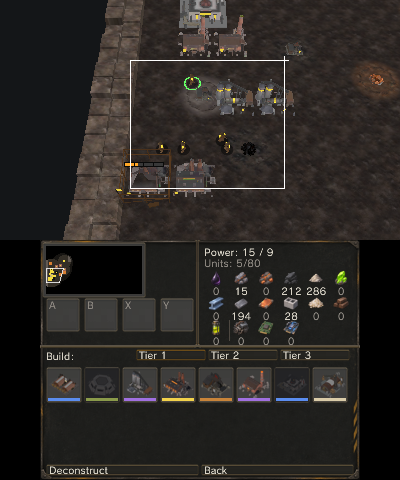 Power: 15 / 9
Units: 5/80
A B X Y
0 15 0 212 286 0
0 194 0 28 0 0
0 0 0 0
Build: Tier 1 Tier 2 Tier 3
Deconstruct Back